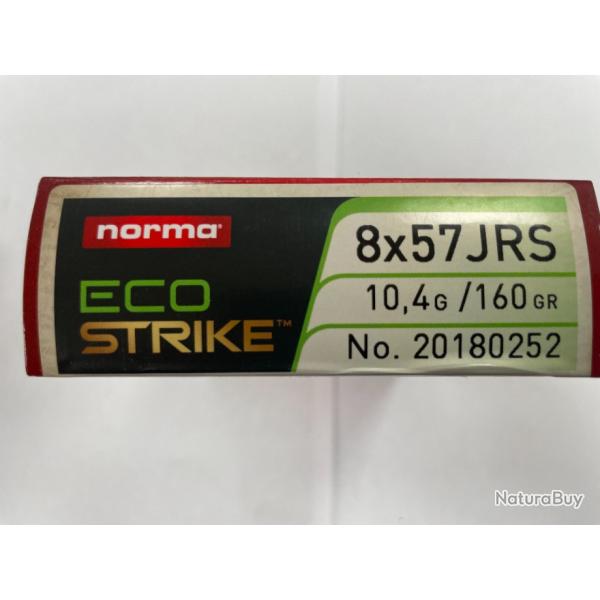 norma
ECO
STRIKE™
8x57JRS
10,4G/160GR
No. 20180252
NaturaBuy